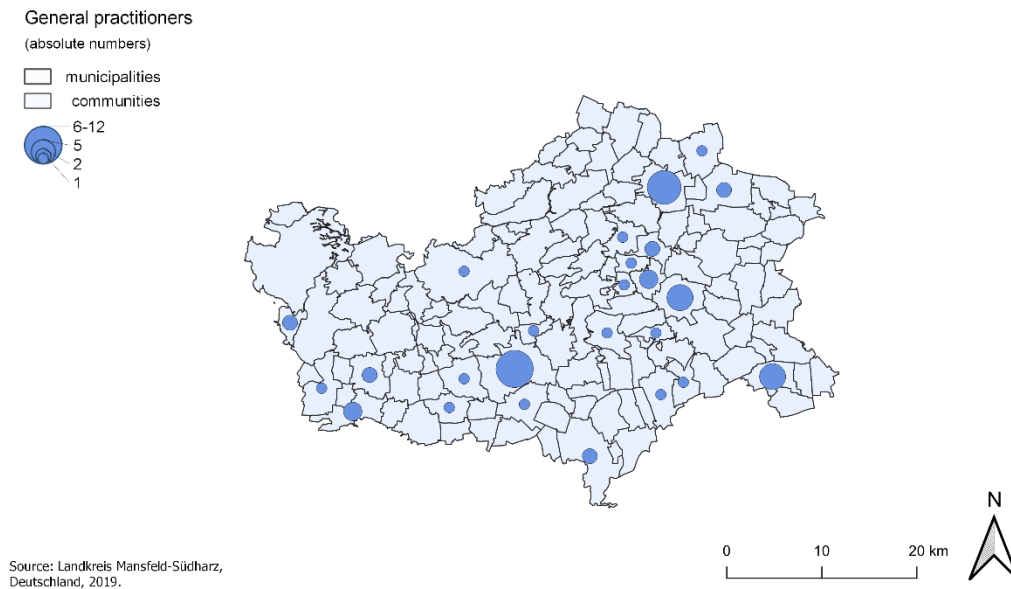 General practitioners
(absolute numbers)
municipalities
communities
6-12
5
2
1
N
0 10 20 km
Source: Landkreis Mansfeld-Südharz,
Deutschland, 2019.